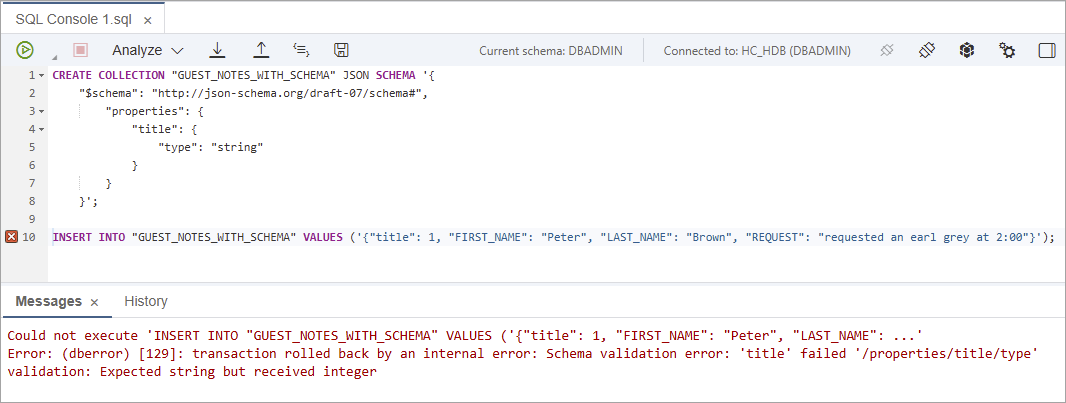 SQL Console 1.sql ×
Analyze Current schema: DBADMIN Connected to: HC_HDB (DBADMIN)
1 CREATE COLLECTION "GUEST_NOTES_WITH_SCHEMA" JSON SCHEMA '{
2 "$schema": "http://json-schema.org/draft-07/schema#",
3 "properties": {
4 "title": {
5 "type": "string"
6 }
7 }
8 }';
9
10 INSERT INTO "GUEST_NOTES_WITH_SCHEMA" VALUES ('{"title": 1, "FIRST_NAME": "Peter", "LAST_NAME": "Brown", "REQUEST": "requested an earl grey at 2:00"}');
Messages × History
Could not execute 'INSERT INTO "GUEST_NOTES_WITH_SCHEMA" VALUES ('{"title": 1, "FIRST_NAME": "Peter", "LAST_NAME": ...'
Error: (dberror) [129]: transaction rolled back by an internal error: Schema validation error: 'title' failed '/properties/title/type'
validation: Expected string but received integer